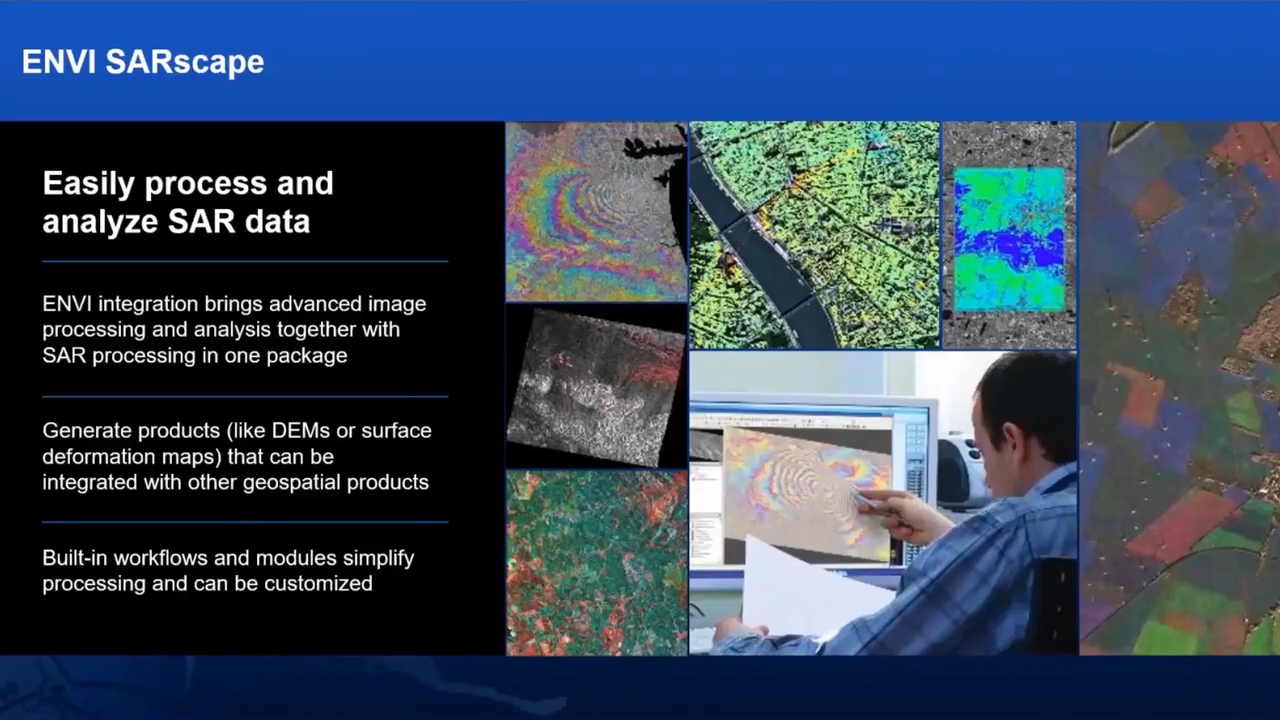 ENVI SARscape
Easily process and
analyze SAR data
ENVI integration brings advanced image
processing and analysis together with
SAR processing in one package
Generate products (like DEMs or surface
deformation maps) that can be
integrated with other geospatial products
Built-in workflows and modules simplify
processing and can be customized